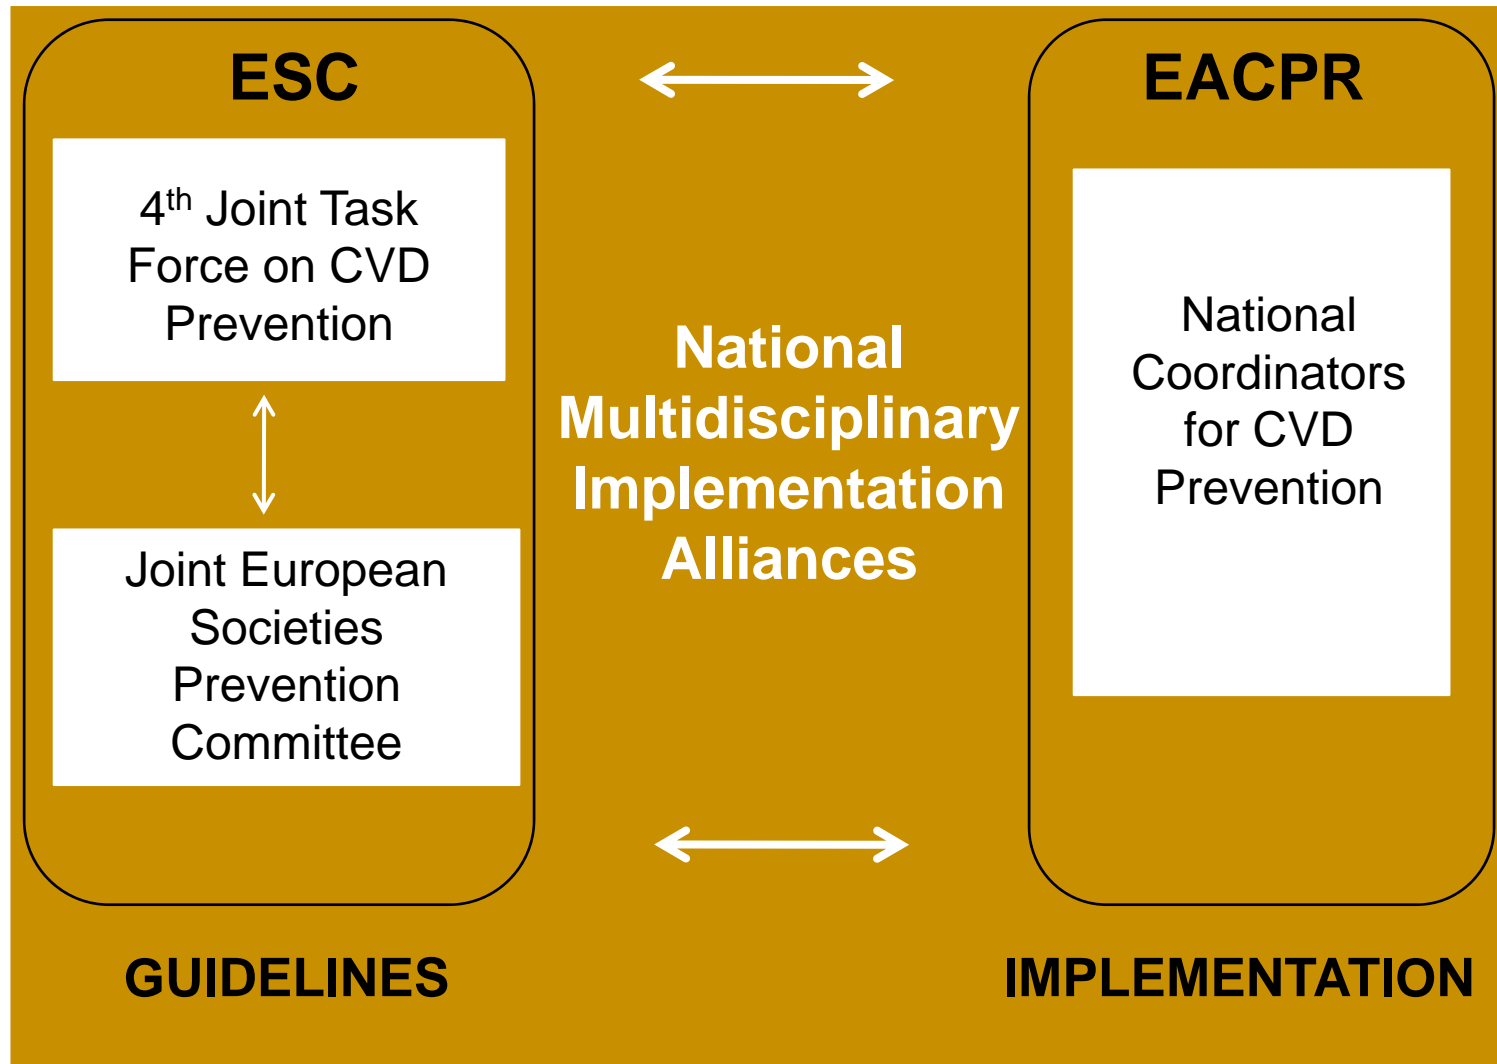 ESC
4th Joint Task
Force on CVD
Prevention
Joint European
Societies
Prevention
Committee
GUIDELINES
National
Multidisciplinary
Implementation
Alliances
EACPR
National
Coordinators
for CVD
Prevention
IMPLEMENTATION